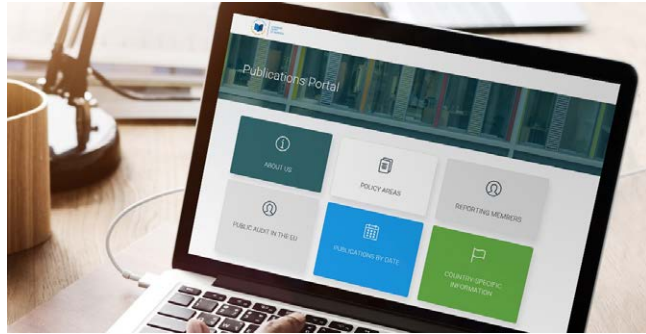 Publications Portal
ABOUT US
POLICY AREAS
REPORTING MEMBERS
PUBLIC AUDIT IN THE EU
PUBLICATIONS BY DATE
COUNTRY-SPECIFIC
INFORMATION